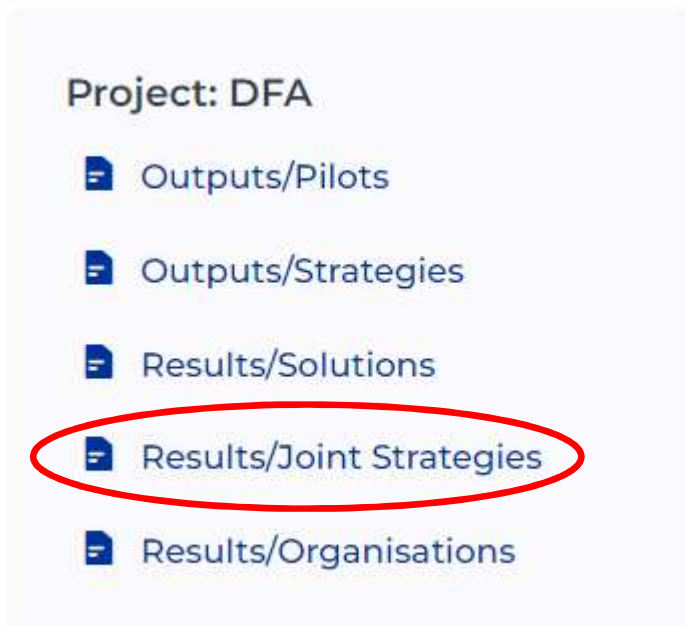 Project: DFA
Outputs/Pilots
Outputs/Strategies
Results/Solutions
Results/Joint Strategies
Results/Organisations